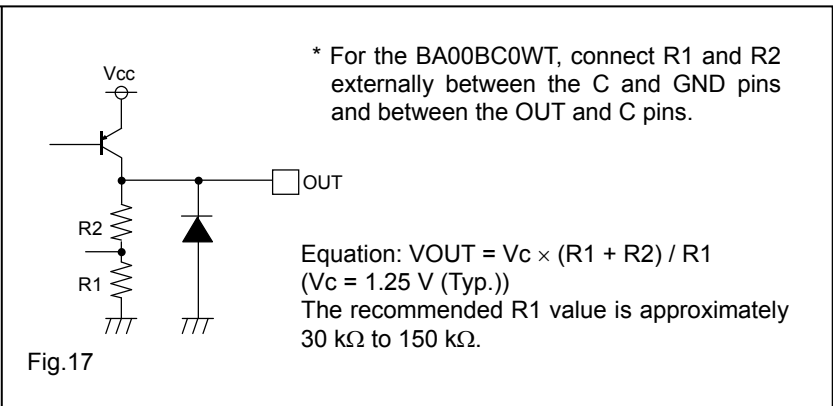 Vcc
OUT
R2
R1
Fig.17
* For the BA00BC0WT, connect R1 and R2
externally between the C and GND pins
and between the OUT and C pins.
Equation: VOUT = Vc × (R1 + R2) / R1
(Vc = 1.25 V (Typ.))
The recommended R1 value is approximately
30 kΩ to 150 kΩ.